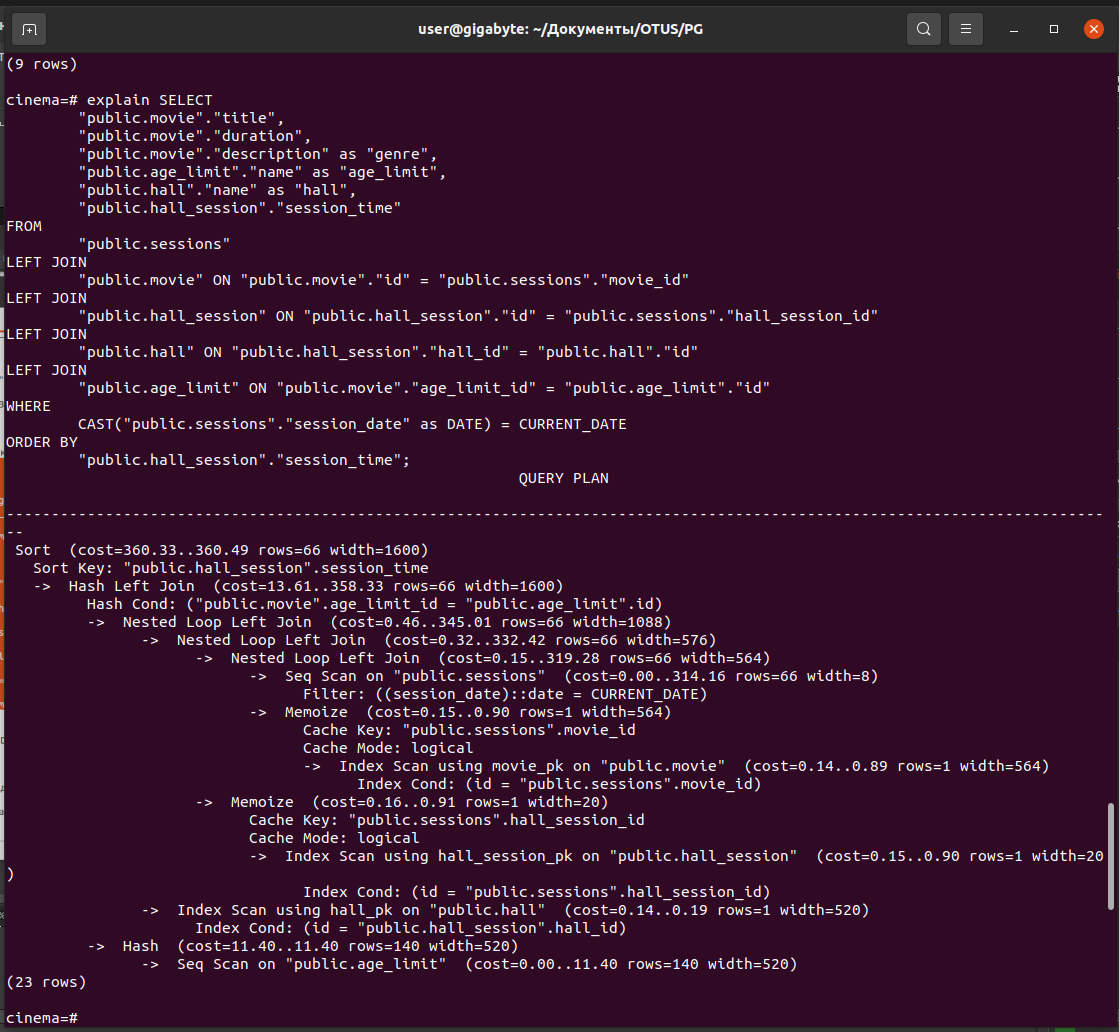 user@gigabyte: ~/Документы/OTUS/PG
(9 rows)
cinema=# explain SELECT
        "public.movie"."title",
        "public.movie"."duration",
        "public.movie"."description" as "genre",
        "public.age_limit"."name" as "age_limit",
        "public.hall"."name" as "hall",
        "public.hall_session"."session_time"
FROM
        "public.sessions"
LEFT JOIN
        "public.movie" ON "public.movie"."id" = "public.sessions"."movie_id"
LEFT JOIN
        "public.hall_session" ON "public.hall_session"."id" = "public.sessions"."hall_session_id"
LEFT JOIN
        "public.hall" ON "public.hall_session"."hall_id" = "public.hall"."id"
LEFT JOIN
        "public.age_limit" ON "public.movie"."age_limit_id" = "public.age_limit"."id"
WHERE
        CAST("public.sessions"."session_date" as DATE) = CURRENT_DATE
ORDER BY
        "public.hall_session"."session_time";
                                                         QUERY PLAN
--------------------------------------------------------------------------------------------------------------------------
--
 Sort  (cost=360.33..360.49 rows=66 width=1600)
   Sort Key: "public.hall_session".session_time
   ->  Hash Left Join  (cost=13.61..358.33 rows=66 width=1600)
         Hash Cond: ("public.movie".age_limit_id = "public.age_limit".id)
         ->  Nested Loop Left Join  (cost=0.46..345.01 rows=66 width=1088)
               ->  Nested Loop Left Join  (cost=0.32..332.42 rows=66 width=576)
                     ->  Nested Loop Left Join  (cost=0.15..319.28 rows=66 width=564)
                           ->  Seq Scan on "public.sessions"  (cost=0.00..314.16 rows=66 width=8)
                                 Filter: ((session_date)::date = CURRENT_DATE)
                           ->  Memoize  (cost=0.15..0.90 rows=1 width=564)
                                 Cache Key: "public.sessions".movie_id
                                 Cache Mode: logical
                                 ->  Index Scan using movie_pk on "public.movie"  (cost=0.14..0.89 rows=1 width=564)
                                       Index Cond: (id = "public.sessions".movie_id)
                     ->  Memoize  (cost=0.16..0.91 rows=1 width=20)
                           Cache Key: "public.sessions".hall_session_id
                           Cache Mode: logical
                           ->  Index Scan using hall_session_pk on "public.hall_session"  (cost=0.15..0.90 rows=1 width=20
)
                                 Index Cond: (id = "public.sessions".hall_session_id)
               ->  Index Scan using hall_pk on "public.hall"  (cost=0.14..0.19 rows=1 width=520)
                     Index Cond: (id = "public.hall_session".hall_id)
         ->  Hash  (cost=11.40..11.40 rows=140 width=520)
               ->  Seq Scan on "public.age_limit"  (cost=0.00..11.40 rows=140 width=520)
(23 rows)
cinema=#